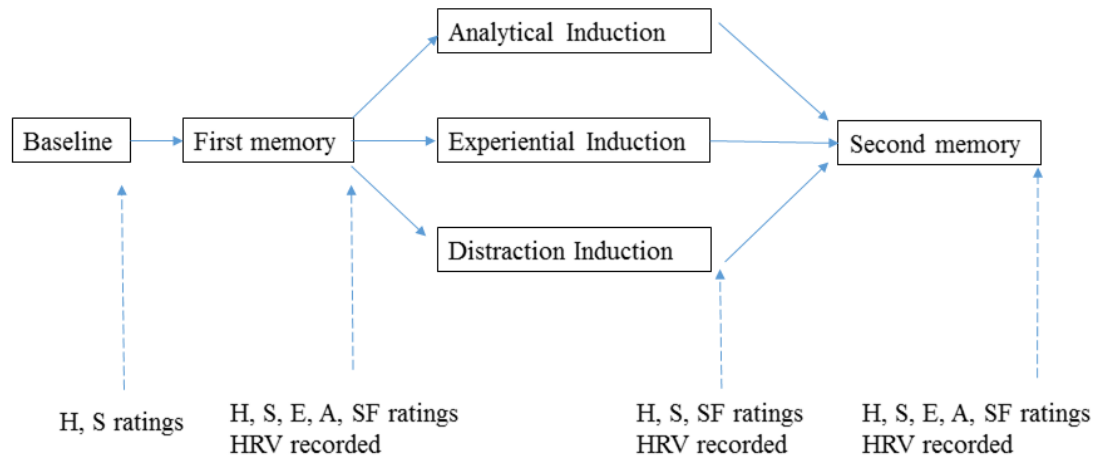 Analytical Induction
Baseline
First memory
Experiential Induction
Second memory
Distraction Induction
H, S ratings
H, S, E, A, SF ratings
HRV recorded
H, S, SF ratings
HRV recorded
H, S, E, A, SF ratings
HRV recorded